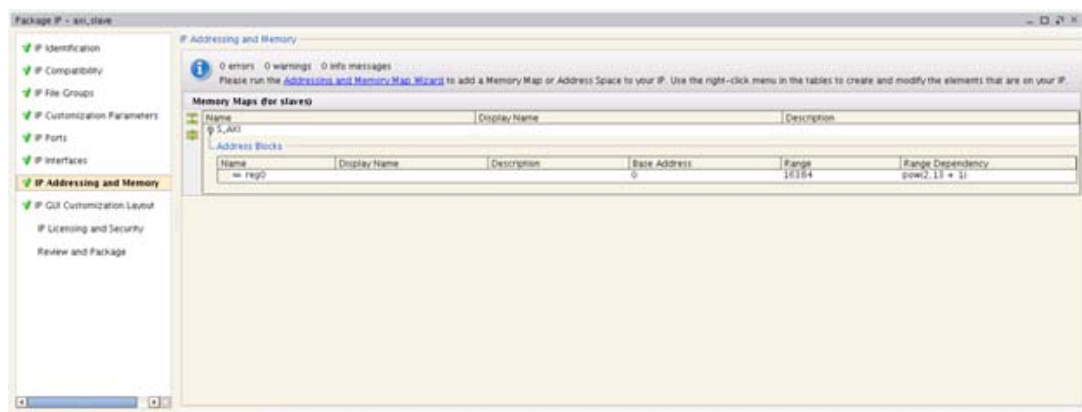 Package IP - axi_slave
IP Identification
IP Compatibility
IP File Groups
IP Customization Parameters
IP Ports
IP Interfaces
IP Addressing and Memory
IP GUI Customization Layout
IP Licensing and Security
Review and Package
IP Addressing and Memory
0 errors 0 warnings 0 info messages
Please run the Addressing and Memory Map Wizard to add a Memory Map or Address Space to your IP. Use the right-click menu in the tables to create and modify the elements that are on your IP.
Memory Maps (for slaves)
Name Display Name Description
S_AXI
Address Blocks
Name Display Name Description Base Address Range Range Dependency
reg0 0 16384 pow(2,13 + 1)